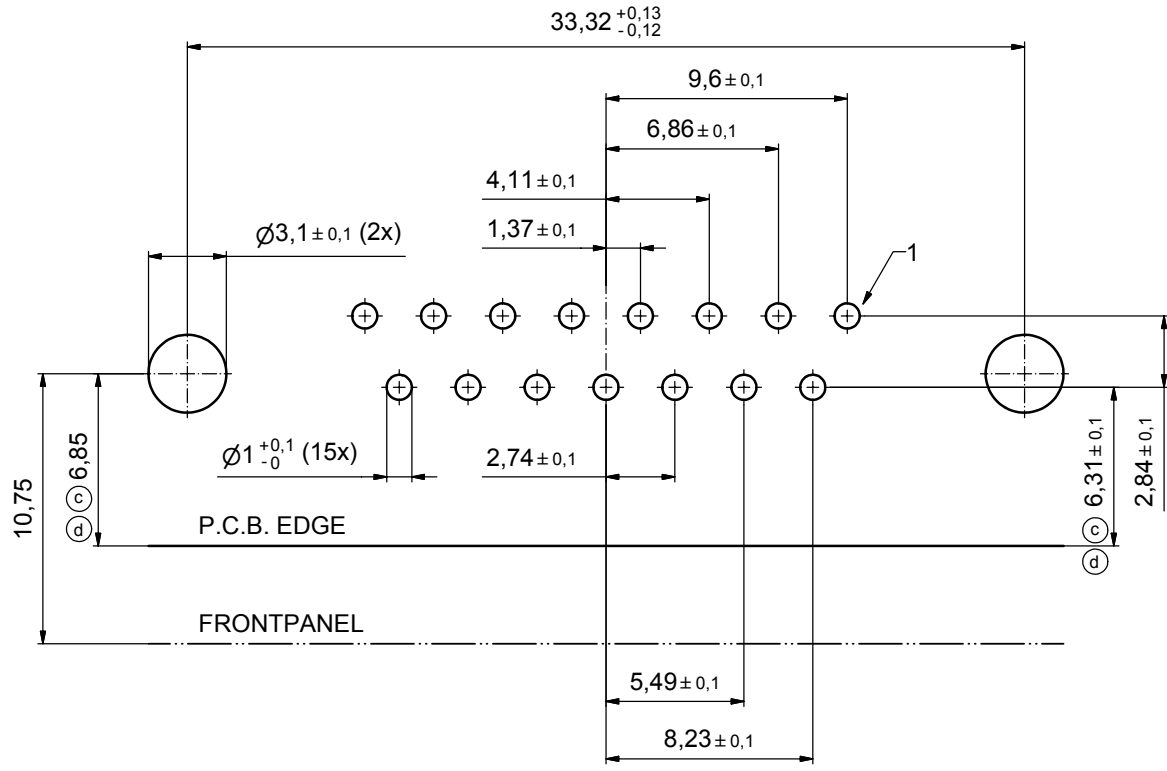 33,32 +0,13 -0,12
9,6 ± 0,1
6,86 ± 0,1
4,11 ± 0,1
1,37 ± 0,1
Ø3,1 ± 0,1 (2x)
1
Ø1 +0,1 -0 (15x)
2,74 ± 0,1
10,75
ⓓ ⓒ 6,85
ⓓ ⓒ 6,31 ± 0,1
2,84 ± 0,1
P.C.B. EDGE
FRONTPANEL
5,49 ± 0,1
8,23 ± 0,1